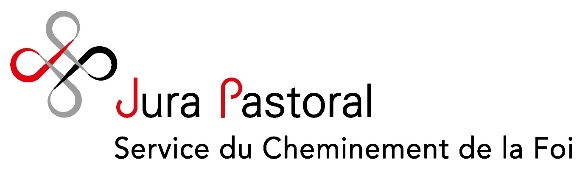 Jura Pastoral
Service du Cheminement de la Foi